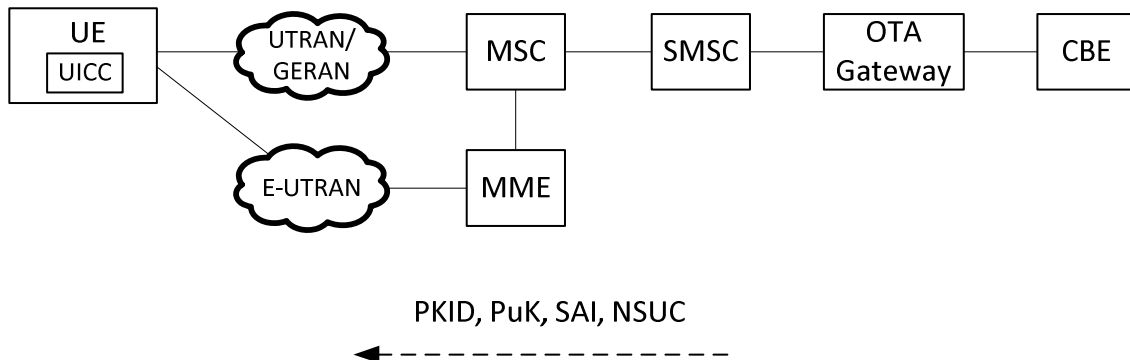 UE
UICC
UTRAN/
GERAN
MSC
SMSC
OTA
Gateway
CBE
E-UTRAN
MME
PKID, PuK, SAI, NSUC